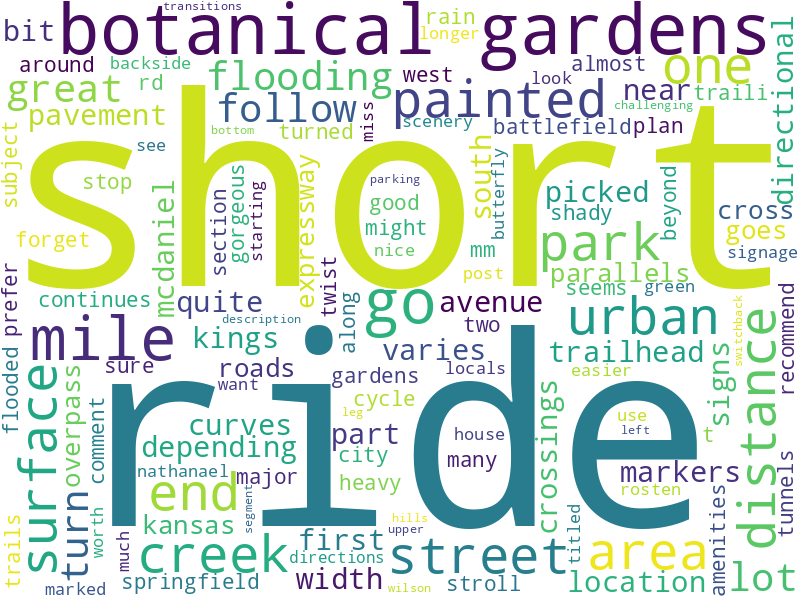 transitions
botanical gardens
bit
rain
longer
around
backside
rd
flooding
west
almost
look
one
great
follow
painted
near
traili
directional
pavement
turned
miss
scenery
battlefield
challenging
plan
bottom
see
subject
short
stop
mcdaniel
section
gorgeous
starting
expressway
parking
good
might
nice
south
butterfly
mm
post
picked
shady
park
parallels
beyond
cross
goes
signage
forget
twist
prefer
continues
quite
description
along
go
avenue
two
seems
green
mile
kings
urban
switchback
recommend
flooded
sure
roads
want
varies
locals
trailhead
signs
distance
ride
surface
overpass
comment
curves
gardens
easier
cycle
leg
depending
part
house
crossings
use
t
left
nathanael
major
city
many
markers
turn
end
heavy
rosten
tunnels
worth
kansas
segment
hills
upper
titled
amenities
trails
much
creek
first
directions
street
area
lot
marked
springfield
width
wilson
stroll
location